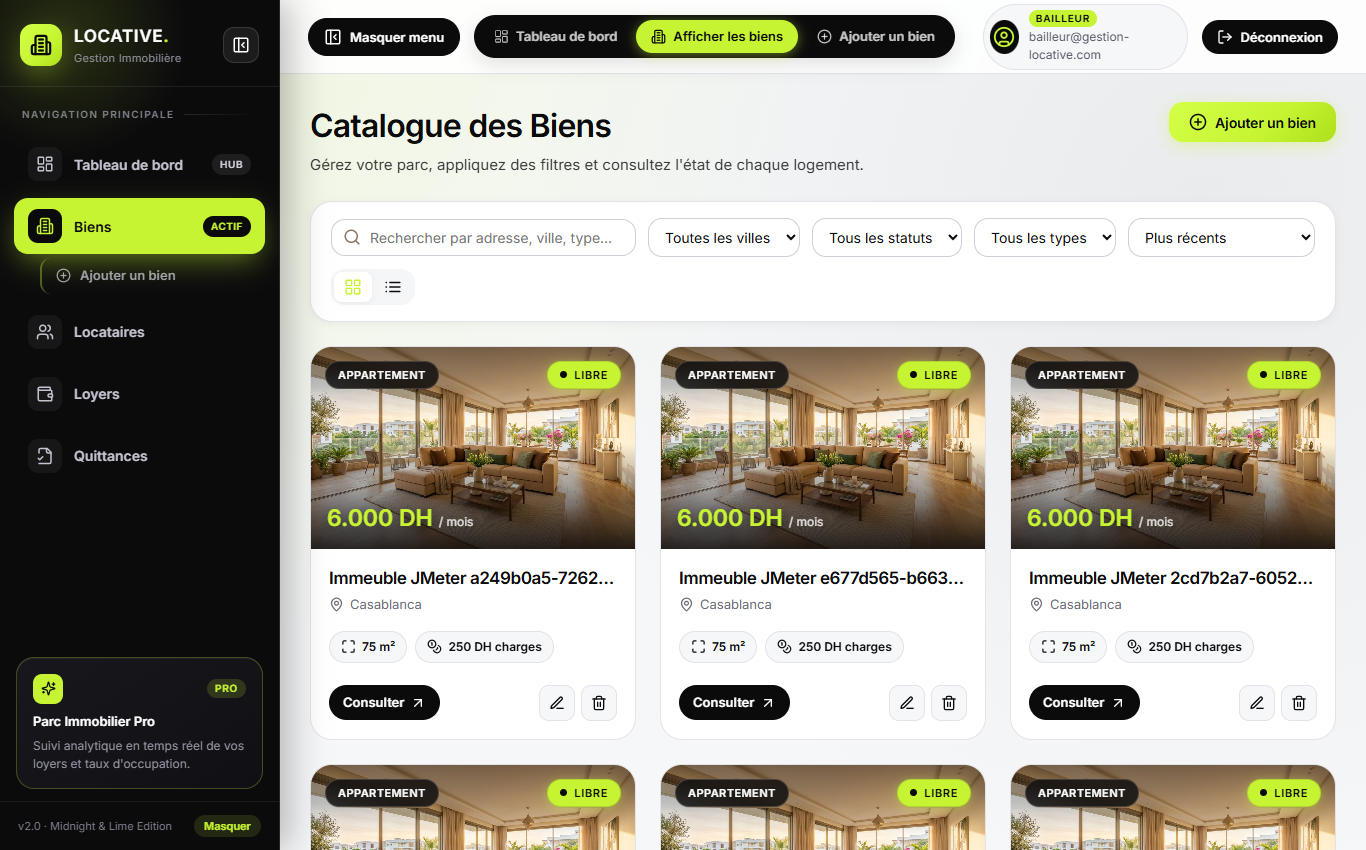 LOCATIVE.
Gestion Immobilière
NAVIGATION PRINCIPALE
Tableau de bord HUB
Biens ACTIF
Ajouter un bien
Locataires
Loyers
Quittances
PRO
Parc Immobilier Pro
Suivi analytique en temps réel de vos
loyers et taux d'occupation.
v2.0 · Midnight & Lime Edition Masquer
Masquer menu
Tableau de bord Afficher les biens Ajouter un bien
BAILLEUR
bailleur@gestion-
locative.com
Déconnexion
Catalogue des Biens
Gérez votre parc, appliquez des filtres et consultez l'état de chaque logement.
Ajouter un bien
Rechercher par adresse, ville, type... Toutes les villes Tous les statuts Tous les types Plus récents
APPARTEMENT LIBRE
6.000 DH / mois
Immeuble JMeter a249b0a5-7262...
Casablanca
75 m² 250 DH charges
Consulter
APPARTEMENT LIBRE
6.000 DH / mois
Immeuble JMeter e677d565-b663...
Casablanca
75 m² 250 DH charges
Consulter
APPARTEMENT LIBRE
6.000 DH / mois
Immeuble JMeter 2cd7b2a7-6052...
Casablanca
75 m² 250 DH charges
Consulter
APPARTEMENT LIBRE
APPARTEMENT LIBRE
APPARTEMENT LIBRE